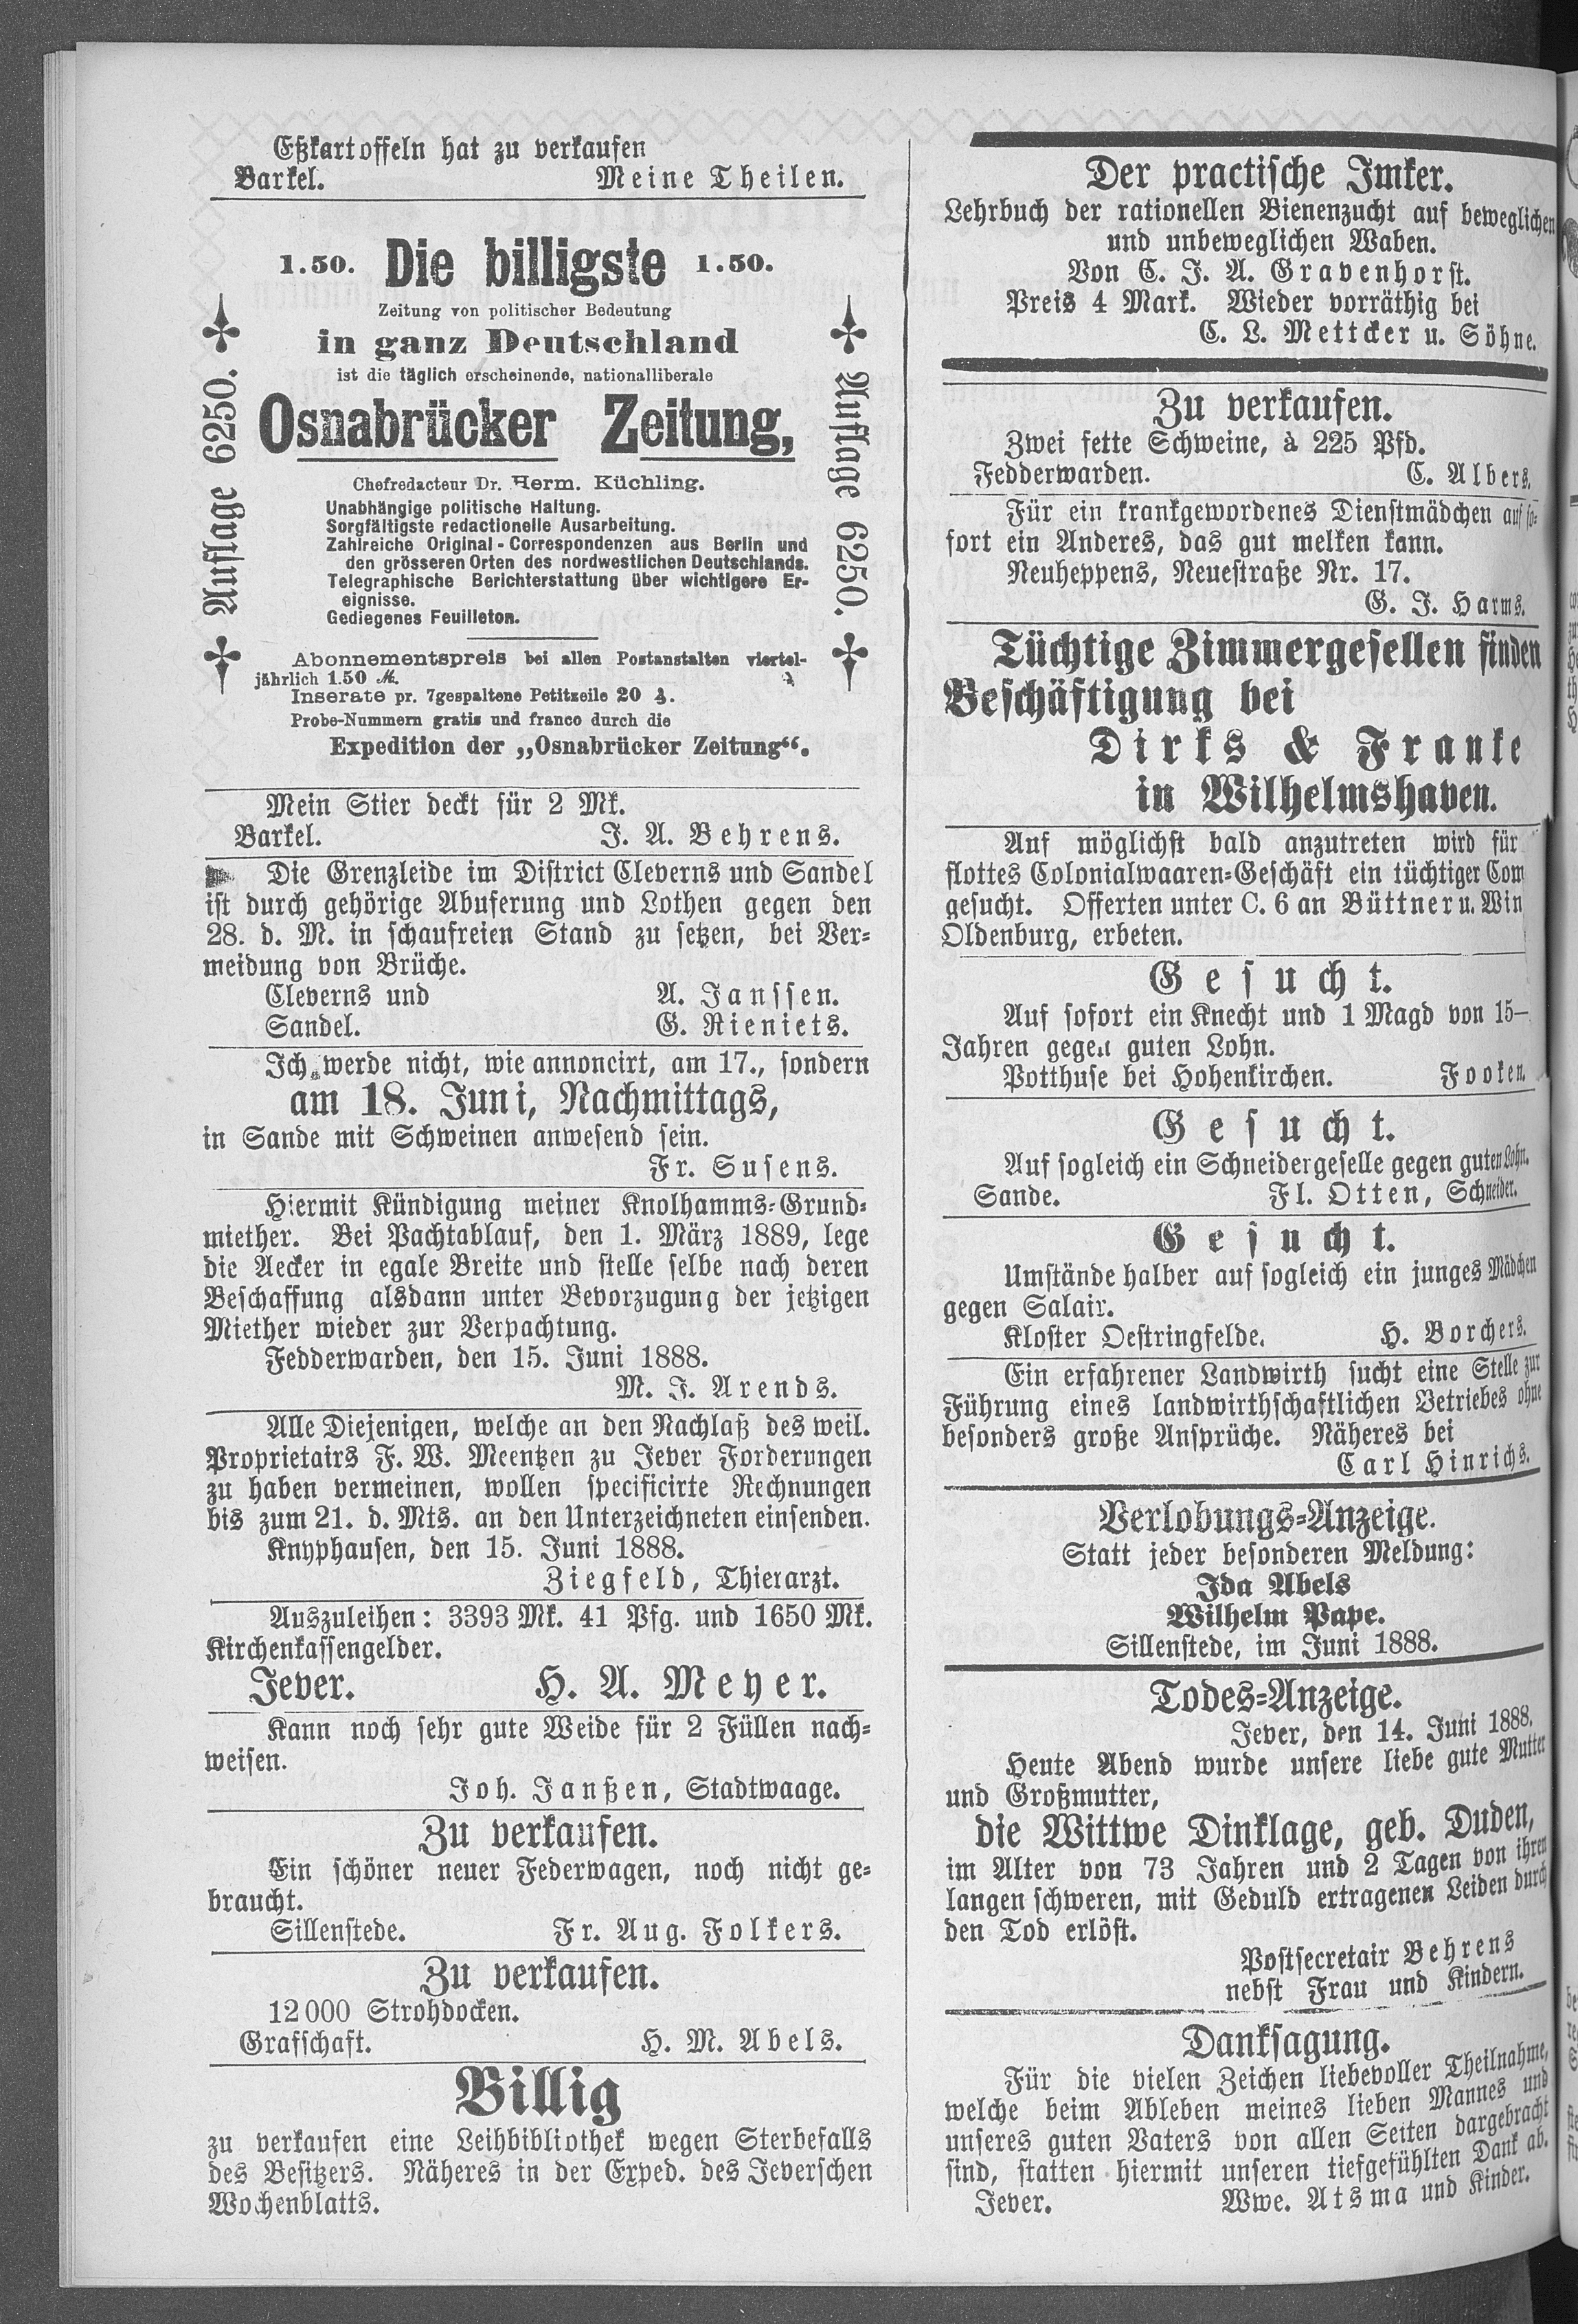 Eßkartoffeln hat zu verkaufen
Barkel. Meine Theilen.
1.50. Die billigste 1.50.
Zeitung von politischer Bedeutung
in ganz Deutschland
ist die täglich erscheinende, nationalliberale
Osnabrücker Zeitung,
Auflage 6250.
Auflage 6250.
Chefredacteur Dr. Herm. Küchling.
Unabhängige politische Haltung.
Sorgfältigste redactionelle Ausarbeitung.
Zahlreiche Original-Correspondenzen aus Berlin und
den grösseren Orten des nordwestlichen Deutschlands.
Telegraphische Berichterstattung über wichtigere Er-
eignisse.
Gediegenes Feuilleton.
Abonnementspreis bei allen Postanstalten viertel-
jährlich 1.50 ℳ.
Inserate pr. 7gespaltene Petitzeile 20 ₰.
Probe-Nummern gratis und franco durch die
Expedition der „Osnabrücker Zeitung“.
Mein Stier deckt für 2 Mk.
Barkel. J. A. Behrens.
Die Grenzleide im District Cleverns und Sandel
ist durch gehörige Abuferung und Lothen gegen den
28. d. M. in schaufreien Stand zu setzen, bei Ver-
meidung von Brüche.
Cleverns und A. Janssen.
Sandel. G. Rieniets.
Ich werde nicht, wie annoncirt, am 17., sondern
am 18. Juni, Nachmittags,
in Sande mit Schweinen anwesend sein.
Fr. Susens.
Hiermit Kündigung meiner Knolhamms-Grund-
miether. Bei Pachtablauf, den 1. März 1889, lege
die Aecker in egale Breite und stelle selbe nach deren
Beschaffung alsdann unter Bevorzugung der jetzigen
Miether wieder zur Verpachtung.
Fedderwarden, den 15. Juni 1888.
M. J. Arends.
Alle Diejenigen, welche an den Nachlaß des weil.
Proprietairs F. W. Meentzen zu Jever Forderungen
zu haben vermeinen, wollen specificirte Rechnungen
bis zum 21. d. Mts. an den Unterzeichneten einsenden.
Knyphausen, den 15. Juni 1888.
Ziegfeld, Thierarzt.
Auszuleihen: 3393 Mk. 41 Pfg. und 1650 Mk.
Kirchenkassengelder.
Jever. H. A. Meyer.
Kann noch sehr gute Weide für 2 Füllen nach-
weisen.
Joh. Janßen, Stadtwaage.
Zu verkaufen.
Ein schöner neuer Federwagen, noch nicht ge-
braucht.
Sillenstede. Fr. Aug. Folkers.
Zu verkaufen.
12000 Strohdocken.
Grafschaft. H. M. Abels.
Billig
zu verkaufen eine Leihbibliothek wegen Sterbefalls
des Besitzers. Näheres in der Exped. des Jeverschen
Wochenblatts.
Der practische Imker.
Lehrbuch der rationellen Bienenzucht auf beweglichen
und unbeweglichen Waben.
Von C. J. A. Gravenhorst.
Preis 4 Mark. Wieder vorräthig bei
C. L. Mettcker u. Söhne.
Zu verkaufen.
Zwei fette Schweine, à 225 Pfd.
Fedderwarden. C. Albers.
Für ein krankgewordenes Dienstmädchen auf so-
fort ein Anderes, das gut melken kann.
Neuheppens, Neuestraße Nr. 17.
G. J. Harms.
Tüchtige Zimmergesellen finden
Beschäftigung bei
Dirks & Franke
in Wilhelmshaven.
Auf möglichst bald anzutreten wird für
flottes Colonialwaaren-Geschäft ein tüchtiger Com
gesucht. Offerten unter C. 6 an Büttner u. Win
Oldenburg, erbeten.
Gesucht.
Auf sofort ein Knecht und 1 Magd von 15—
Jahren gegen guten Lohn.
Potthuse bei Hohenkirchen. Fooken.
Gesucht.
Auf sogleich ein Schneidergeselle gegen guten Lohn.
Sande. Fl. Otten, Schneider.
Gesucht.
Umstände halber auf sogleich ein junges Mädchen
gegen Salair.
Kloster Oestringfelde. H. Borchers.
Ein erfahrener Landwirth sucht eine Stelle zur
Führung eines landwirthschaftlichen Betriebes ohne
besonders große Ansprüche. Näheres bei
Carl Hinrichs.
Verlobungs-Anzeige.
Statt jeder besonderen Meldung:
Ida Abels
Wilhelm Pape.
Sillenstede, im Juni 1888.
Todes-Anzeige.
Jever, den 14. Juni 1888.
Heute Abend wurde unsere liebe gute Mutter
und Großmutter,
die Wittwe Dinklage, geb. Duden,
im Alter von 73 Jahren und 2 Tagen von ihren
langen schweren, mit Geduld ertragenen Leiden durch
den Tod erlöst.
Postsecretair Behrens
nebst Frau und Kindern.
Danksagung.
Für die vielen Zeichen liebevoller Theilnahme,
welche beim Ableben meines lieben Mannes und
unseres guten Vaters von allen Seiten dargebracht
sind, statten hiermit unseren tiefgefühlten Dank ab.
Jever. Wwe. Atsma und Kinder.